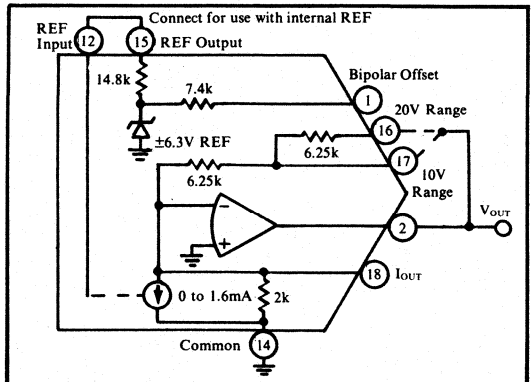 Connect for use with internal REF
REF
Input
12
15
REF Output
14.8k
7.4k
Bipolar Offset
1
20V Range
16
±6.3V REF
6.25k
17
6.25k
10V
Range
−
+
2
VOUT
18
IOUT
0 to 1.6mA
2k
Common
14